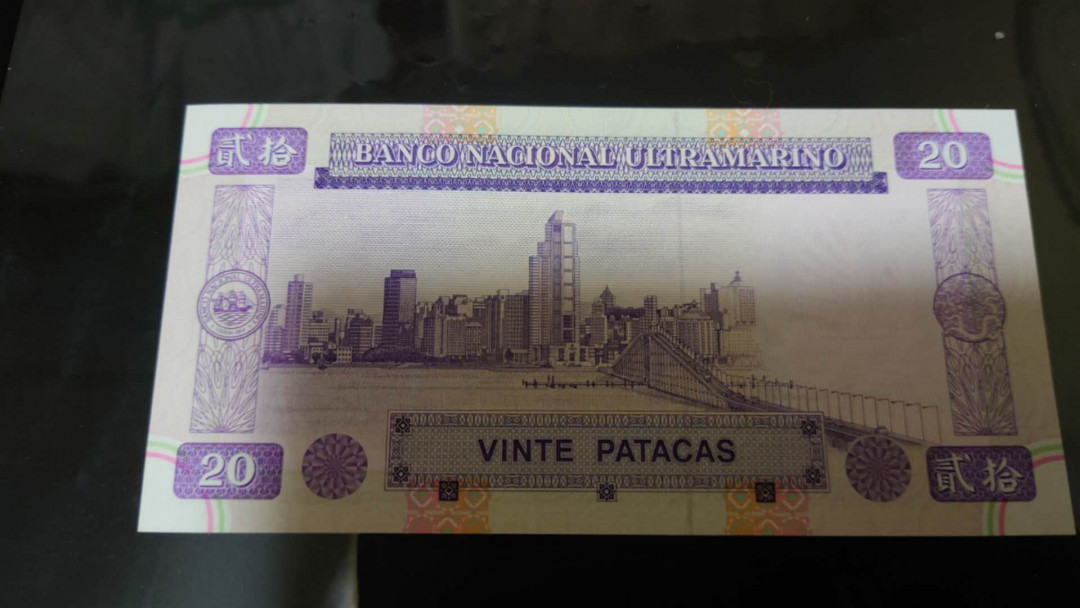 貳拾
BANCO NACIONAL ULTRAMARINO
20
VINTE PATACAS
20
貳拾